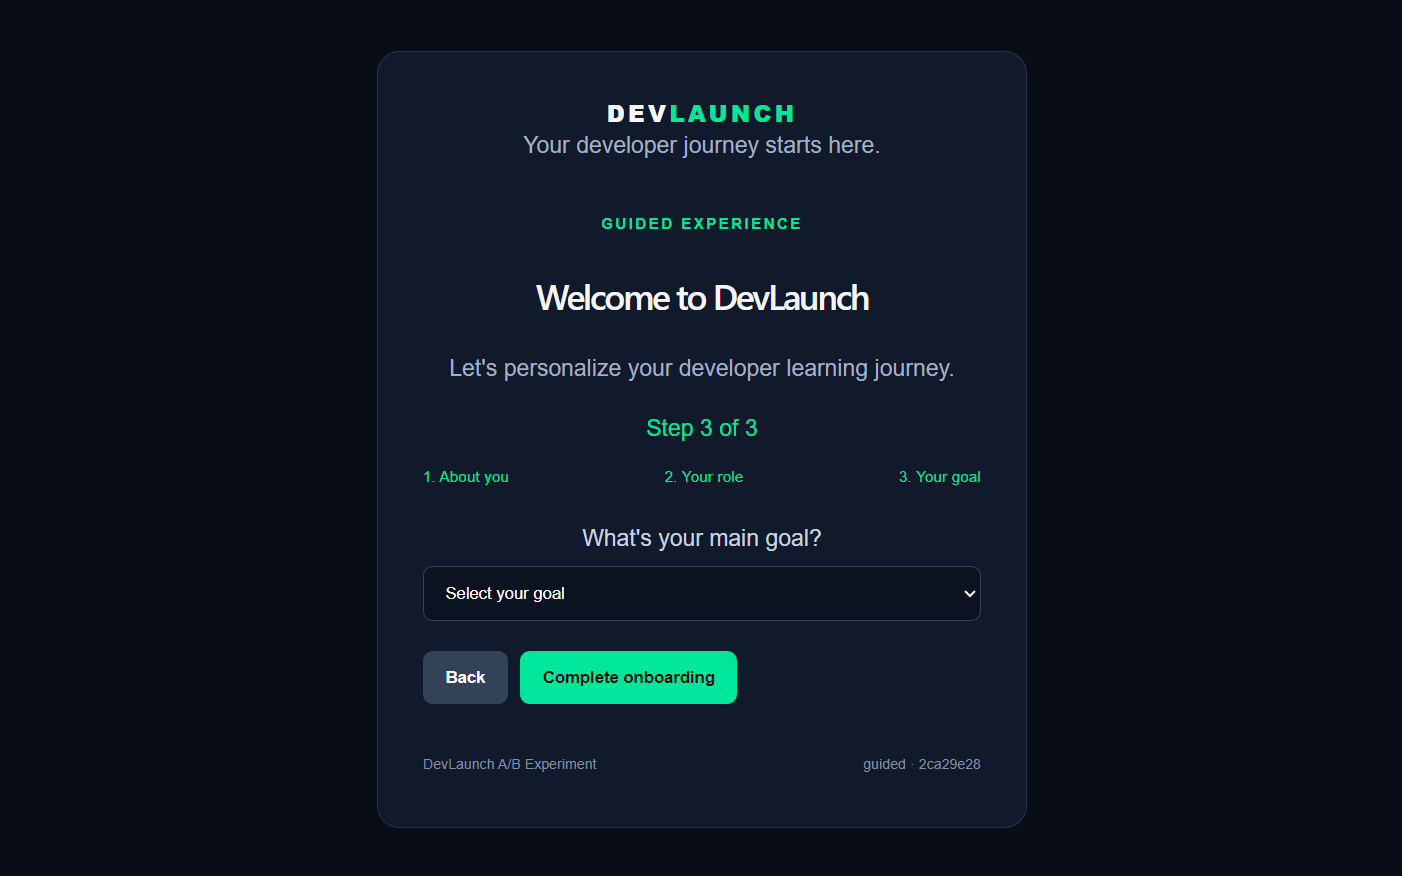 DEVLAUNCH
Your developer journey starts here.
GUIDED EXPERIENCE
Welcome to DevLaunch
Let's personalize your developer learning journey.
Step 3 of 3
1. About you 2. Your role 3. Your goal
What's your main goal?
Select your goal
Back Complete onboarding
DevLaunch A/B Experiment guided · 2ca29e28